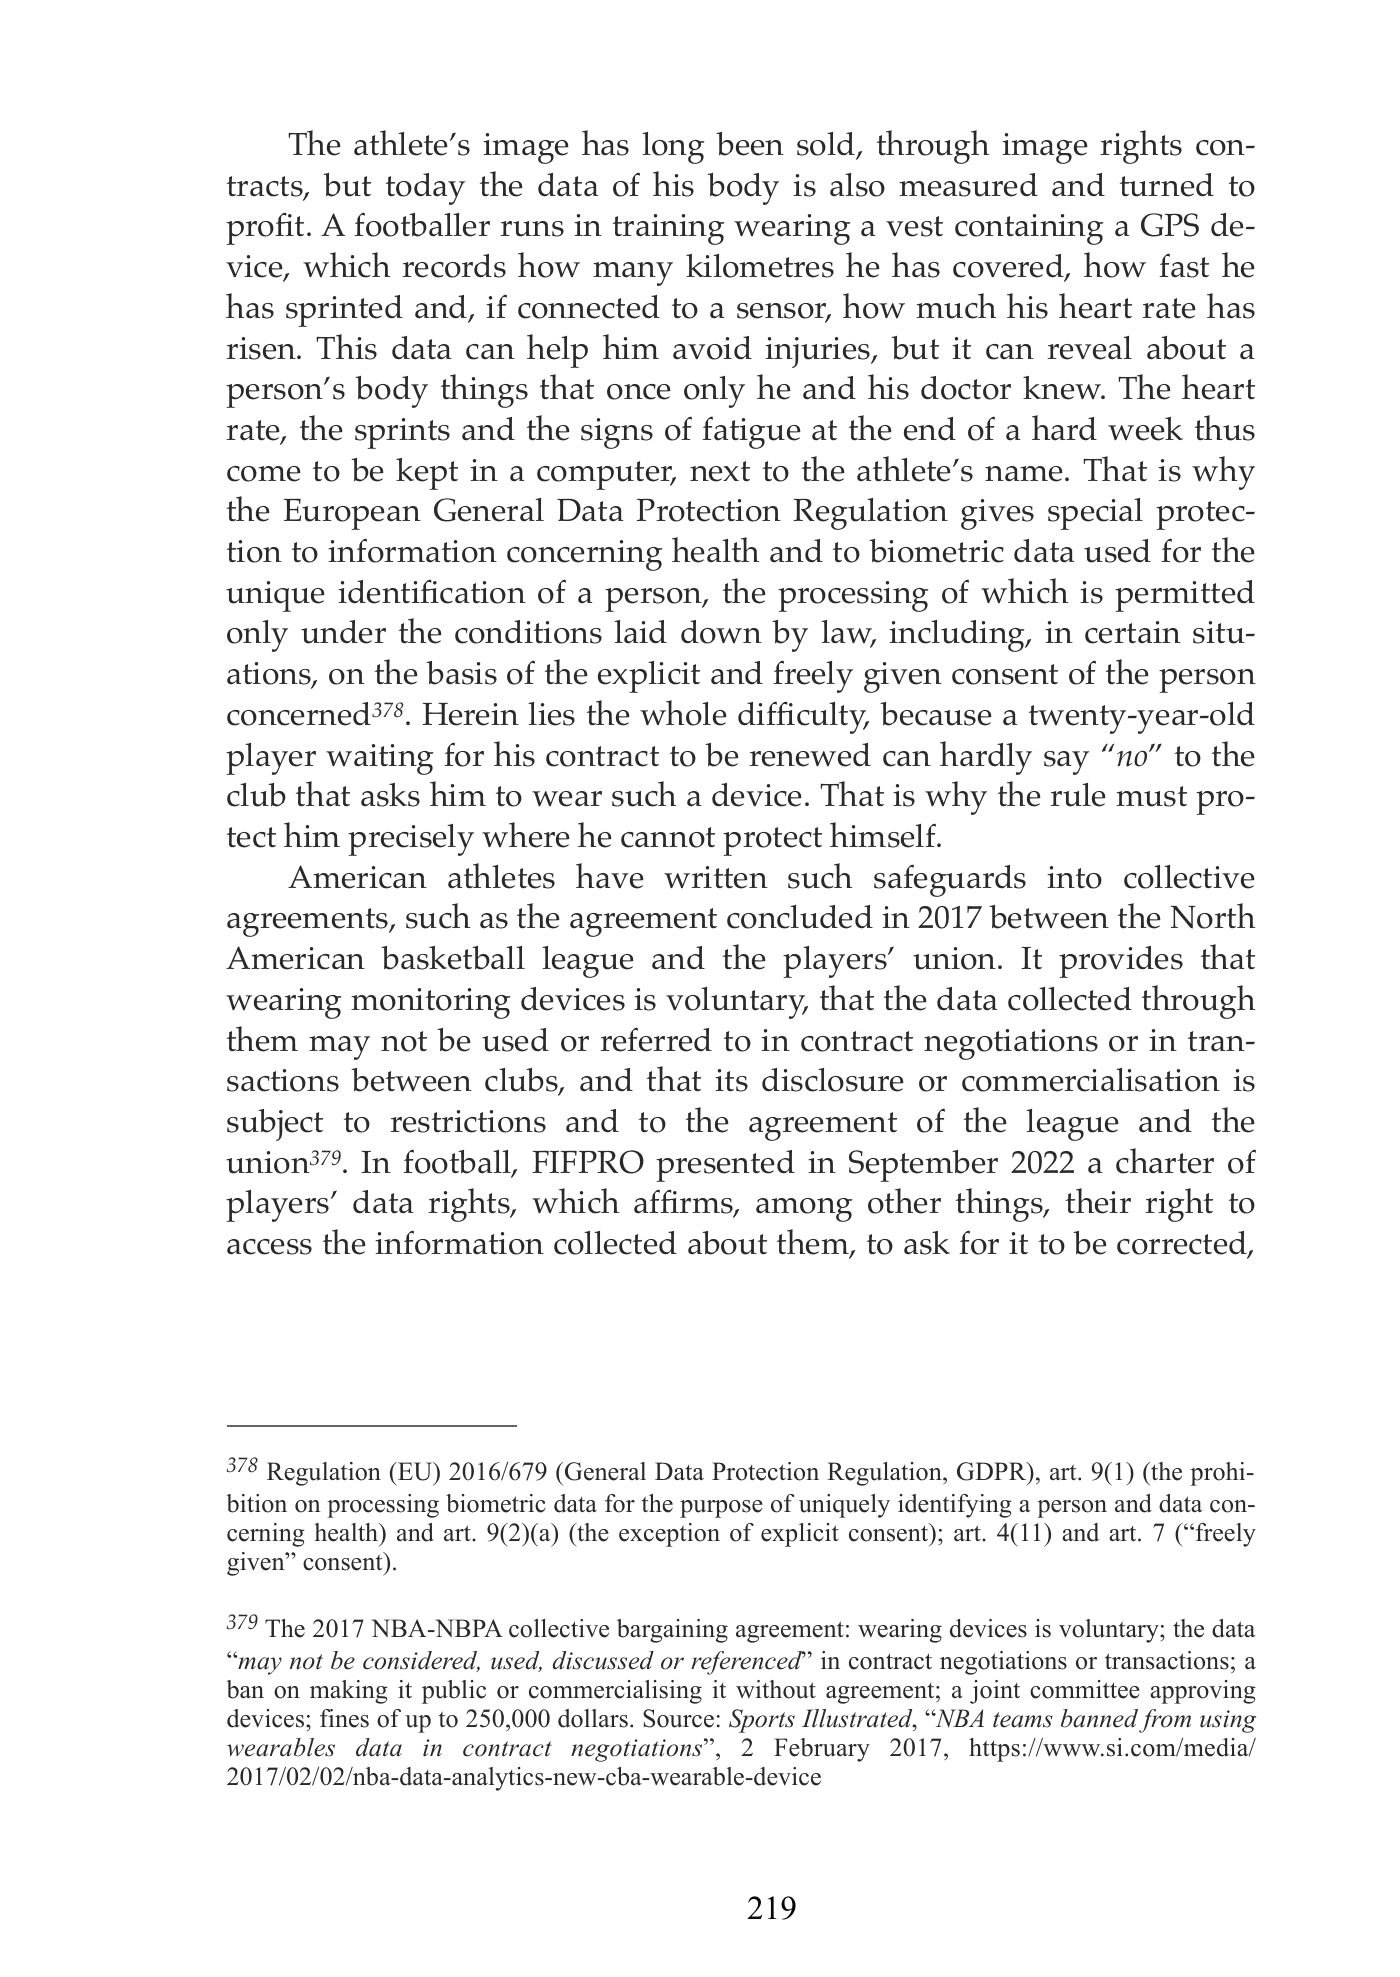 The athlete’s image has long been sold, through image rights con-
tracts, but today the data of his body is also measured and turned to
profit. A footballer runs in training wearing a vest containing a GPS de-
vice, which records how many kilometres he has covered, how fast he
has sprinted and, if connected to a sensor, how much his heart rate has
risen. This data can help him avoid injuries, but it can reveal about a
person’s body things that once only he and his doctor knew. The heart
rate, the sprints and the signs of fatigue at the end of a hard week thus
come to be kept in a computer, next to the athlete’s name. That is why
the European General Data Protection Regulation gives special protec-
tion to information concerning health and to biometric data used for the
unique identification of a person, the processing of which is permitted
only under the conditions laid down by law, including, in certain situ-
ations, on the basis of the explicit and freely given consent of the person
concerned378. Herein lies the whole difficulty, because a twenty-year-old
player waiting for his contract to be renewed can hardly say “no” to the
club that asks him to wear such a device. That is why the rule must pro-
tect him precisely where he cannot protect himself.
American athletes have written such safeguards into collective
agreements, such as the agreement concluded in 2017 between the North
American basketball league and the players’ union. It provides that
wearing monitoring devices is voluntary, that the data collected through
them may not be used or referred to in contract negotiations or in tran-
sactions between clubs, and that its disclosure or commercialisation is
subject to restrictions and to the agreement of the league and the
union379. In football, FIFPRO presented in September 2022 a charter of
players’ data rights, which affirms, among other things, their right to
access the information collected about them, to ask for it to be corrected,
378 Regulation (EU) 2016/679 (General Data Protection Regulation, GDPR), art. 9(1) (the prohi-
bition on processing biometric data for the purpose of uniquely identifying a person and data con-
cerning health) and art. 9(2)(a) (the exception of explicit consent); art. 4(11) and art. 7 (“freely
given” consent).
379 The 2017 NBA-NBPA collective bargaining agreement: wearing devices is voluntary; the data
“may not be considered, used, discussed or referenced” in contract negotiations or transactions; a
ban on making it public or commercialising it without agreement; a joint committee approving
devices; fines of up to 250,000 dollars. Source: Sports Illustrated, “NBA teams banned from using
wearables data in contract negotiations”, 2 February 2017, https://www.si.com/media/
2017/02/02/nba-data-analytics-new-cba-wearable-device
219